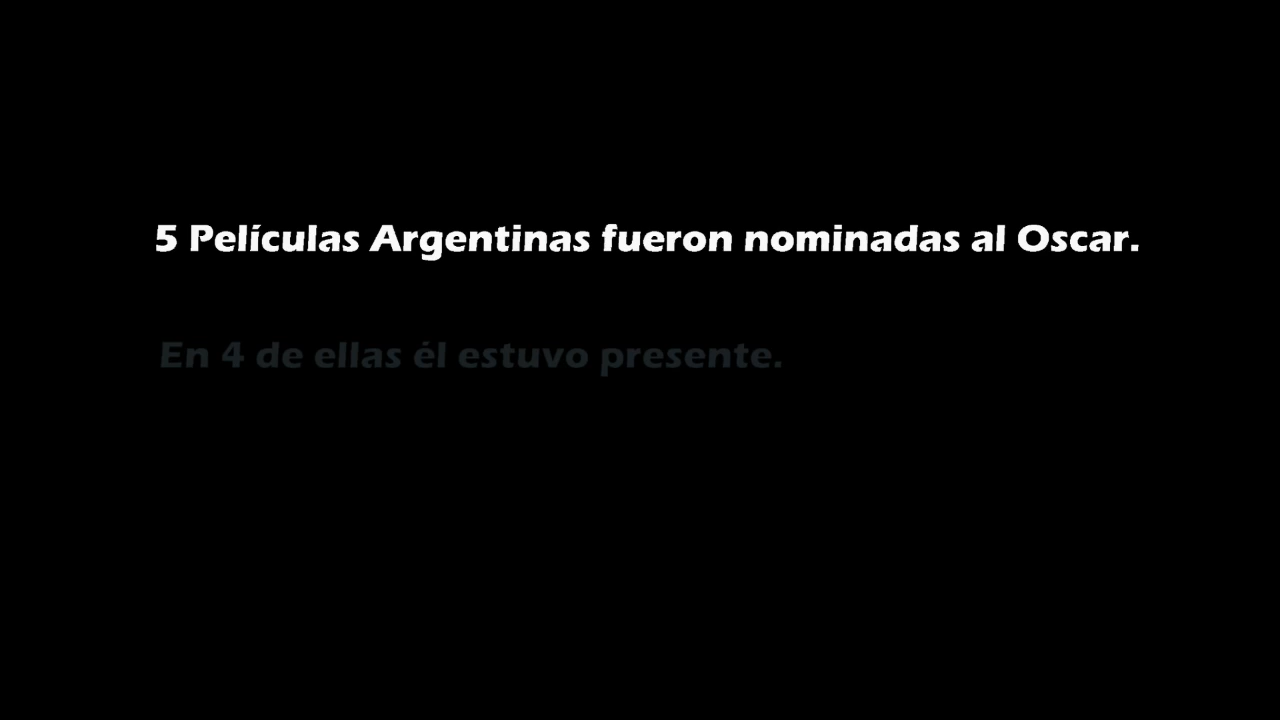 5 Películas Argentinas fueron nominadas al Oscar.
En 4 de ellas él estuvo presente.